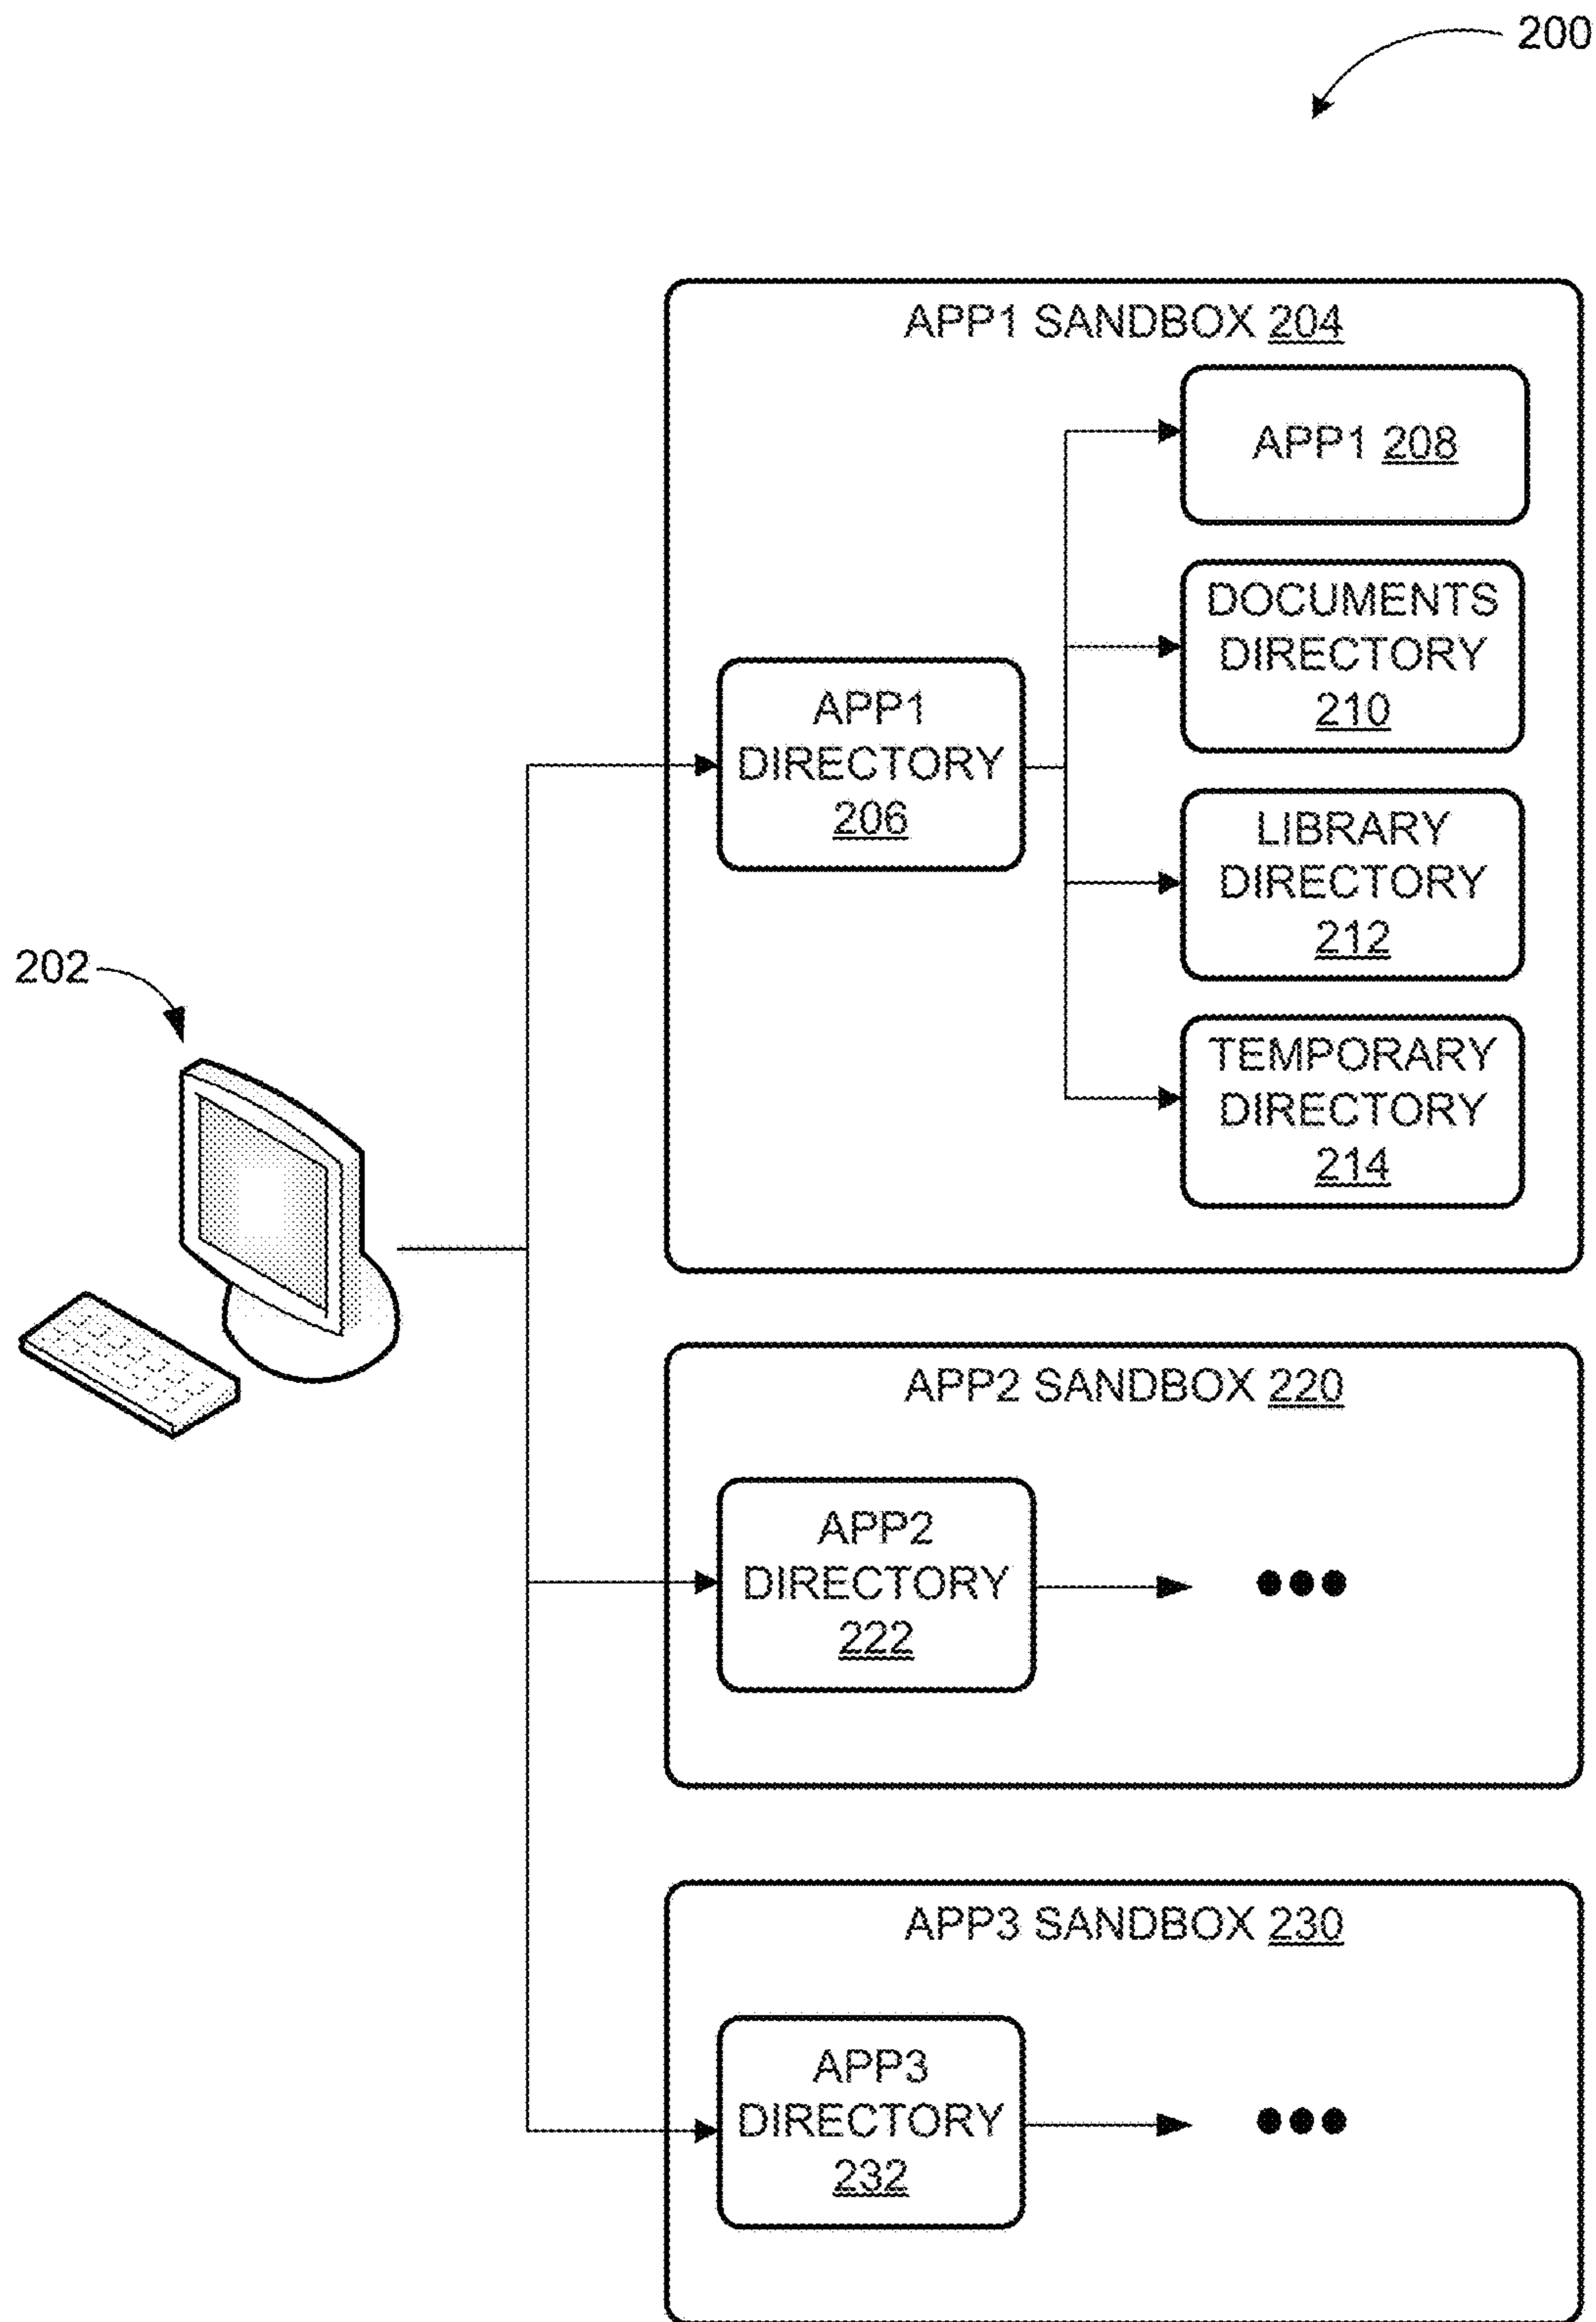 200
APP1 SANDBOX 204
APP1 208
DOCUMENTS
DIRECTORY
210
APP1
DIRECTORY
206
LIBRARY
DIRECTORY
212
202
TEMPORARY
DIRECTORY
214
APP2 SANDBOX 220
APP2
DIRECTORY
222
APP3 SANDBOX 230
APP3
DIRECTORY
232